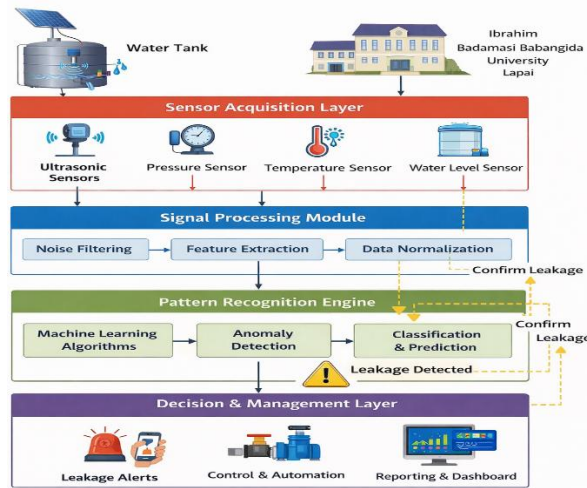 Water Tank
Ibrahim
Badamasi Babangida
University
Lapai
Sensor Acquisition Layer
Ultrasonic
Sensors
Pressure Sensor
Temperature Sensor
Water Level Sensor
Signal Processing Module
Noise Filtering
Feature Extraction
Data Normalization
Confirm Leakage
Pattern Recognition Engine
Machine Learning
Algorithms
Anomaly
Detection
Classification
& Prediction
Confirm
Leakage
Leakage Detected
Decision & Management Layer
Leakage Alerts
Control & Automation
Reporting & Dashboard